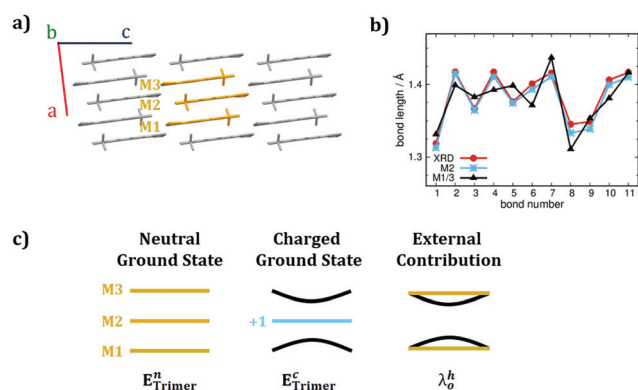 a)
b
c
a
M3
M2
M1
b)
bond length / Å
1.4
1.3
XRD
M2
M1/3
1 2 3 4 5 6 7 8 9 10 11
bond number
c)
Neutral
Ground State
Charged
Ground State
External
Contribution
M3
M2
+1
M1
E^n_Trimer
E^c_Trimer
λ^h_o